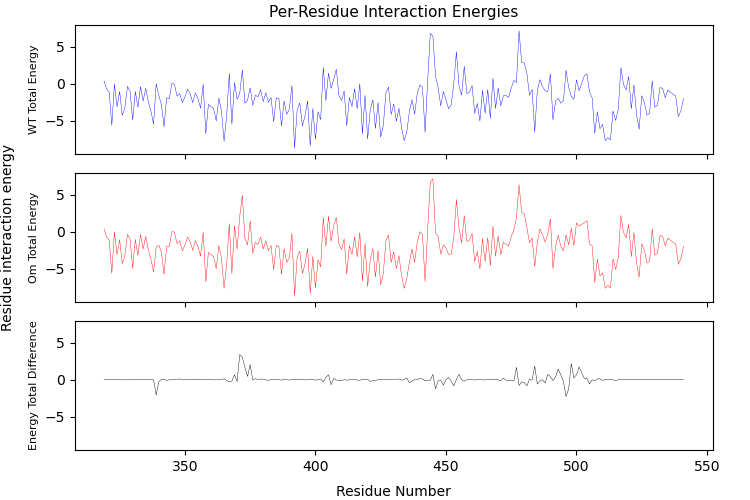 Per-Residue Interaction Energies
Residue interaction energy
WT Total Energy
5
0
−5
Om Total Energy
5
0
−5
Energy Total Difference
5
0
−5
350 400 450 500 550
Residue Number